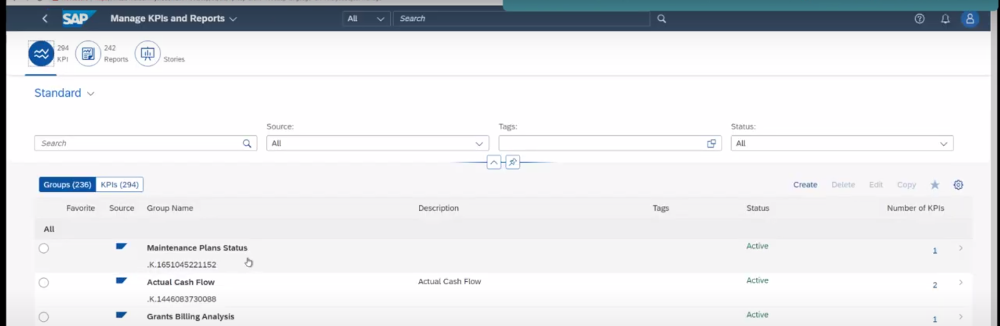 SAP Manage KPIs and Reports All Search
294 KPI 242 Reports Stories
Standard
Source: Tags: Status:
Search All All
Groups (236) KPIs (294) Create Delete Edit Copy
Favorite Source Group Name Description Tags Status Number of KPIs
All
Maintenance Plans Status Active 1
.K.1651045221152
Actual Cash Flow Actual Cash Flow Active 2
.K.1446083730088
Grants Billing Analysis Active 1